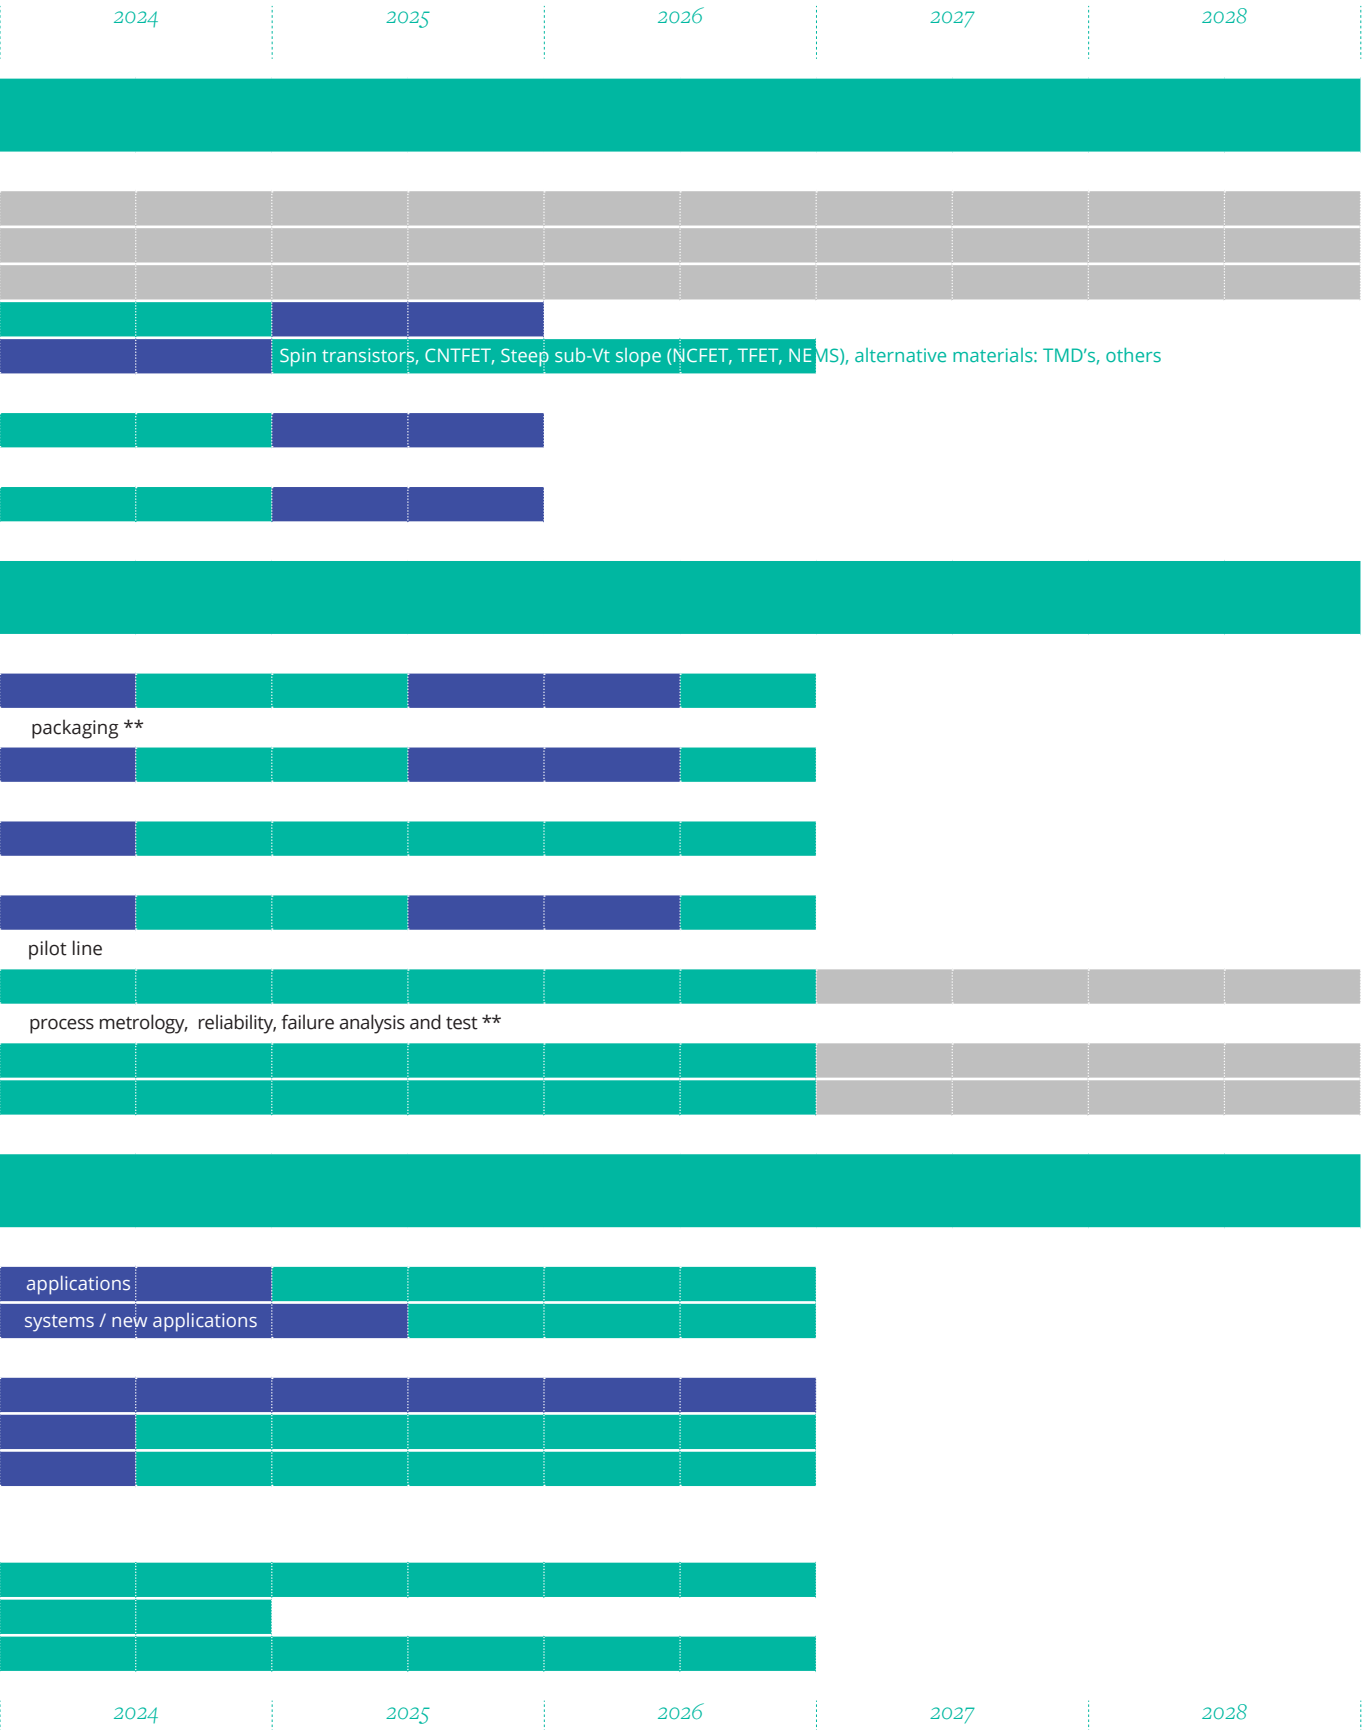 2024 2025 2026 2027 2028
Spin transistors, CNTFET, Steep sub-Vt slope (NCFET, TFET, NEMS), alternative materials: TMD’s, others
packaging **
pilot line
process metrology, reliability, failure analysis and test **
applications
systems / new applications
2024 2025 2026 2027 2028